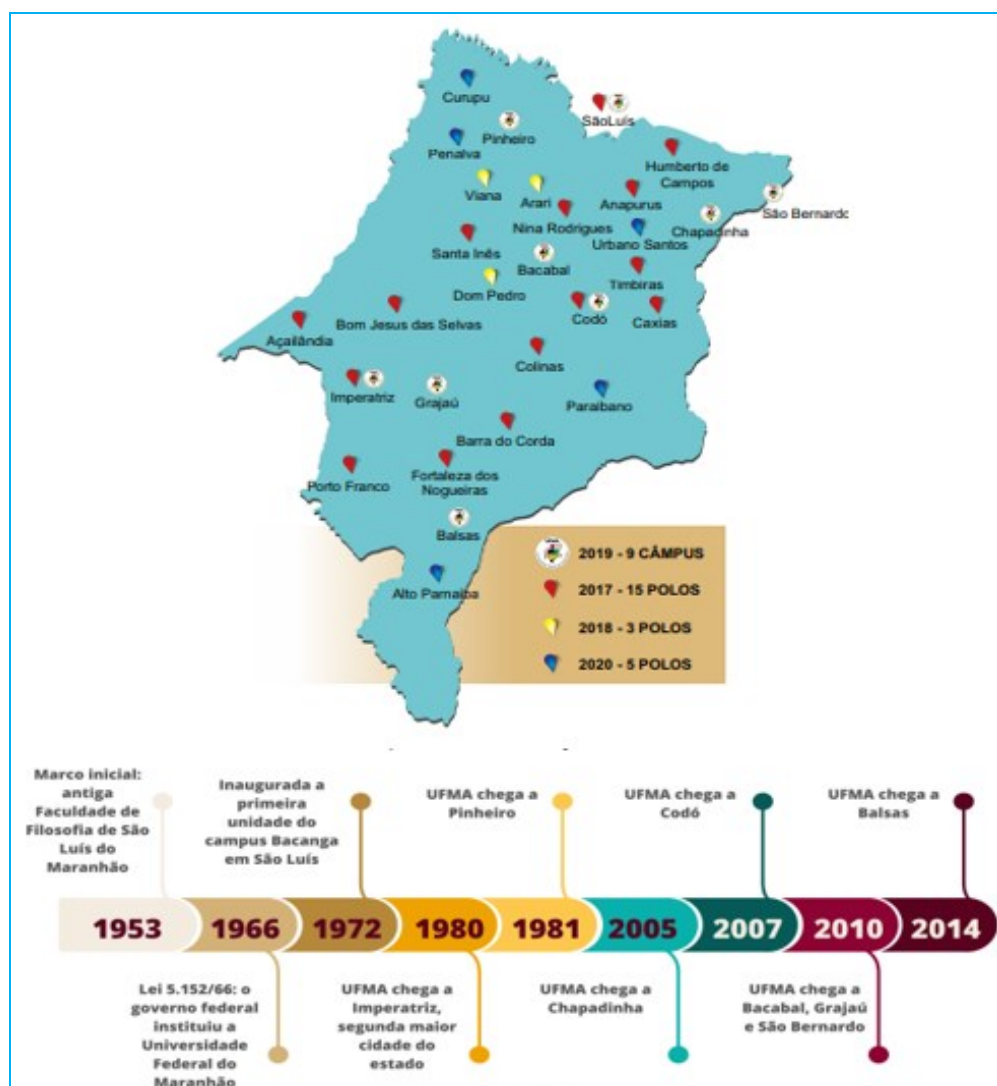 Curupu
Pinheiro
SãoLuís
Penalva
Humberto de
Campos
Viana
Arari
Anapurus
São Bernardo
Nina Rodrigues
Chapadinha
Urbano Santos
Santa Inês
Bacabal
Timbiras
Dom Pedro
Codó
Caxias
Bom Jesus das Selvas
Açailândia
Colinas
Imperatriz
Grajaú
Paraibano
Barra do Corda
Porto Franco
Fortaleza dos
Nogueiras
Balsas
Alto Parnaíba
2019 - 9 CÂMPUS
2017 - 15 POLOS
2018 - 3 POLOS
2020 - 5 POLOS
Marco inicial:
antiga
Faculdade de
Filosofia de São
Luís do
Maranhão
Inaugurada a
primeira
unidade do
campus Bacanga
em São Luís
UFMA chega a
Pinheiro
UFMA chega a
Codó
UFMA chega a
Balsas
1953
1966
1972
1980
1981
2005
2007
2010
2014
Lei 5.152/66: o
governo federal
instituiu a
Universidade
Federal do
Maranhão
UFMA chega a
Imperatriz,
segunda maior
cidade do
estado
UFMA chega a
Chapadinha
UFMA chega a
Bacabal, Grajaú
e São Bernardo